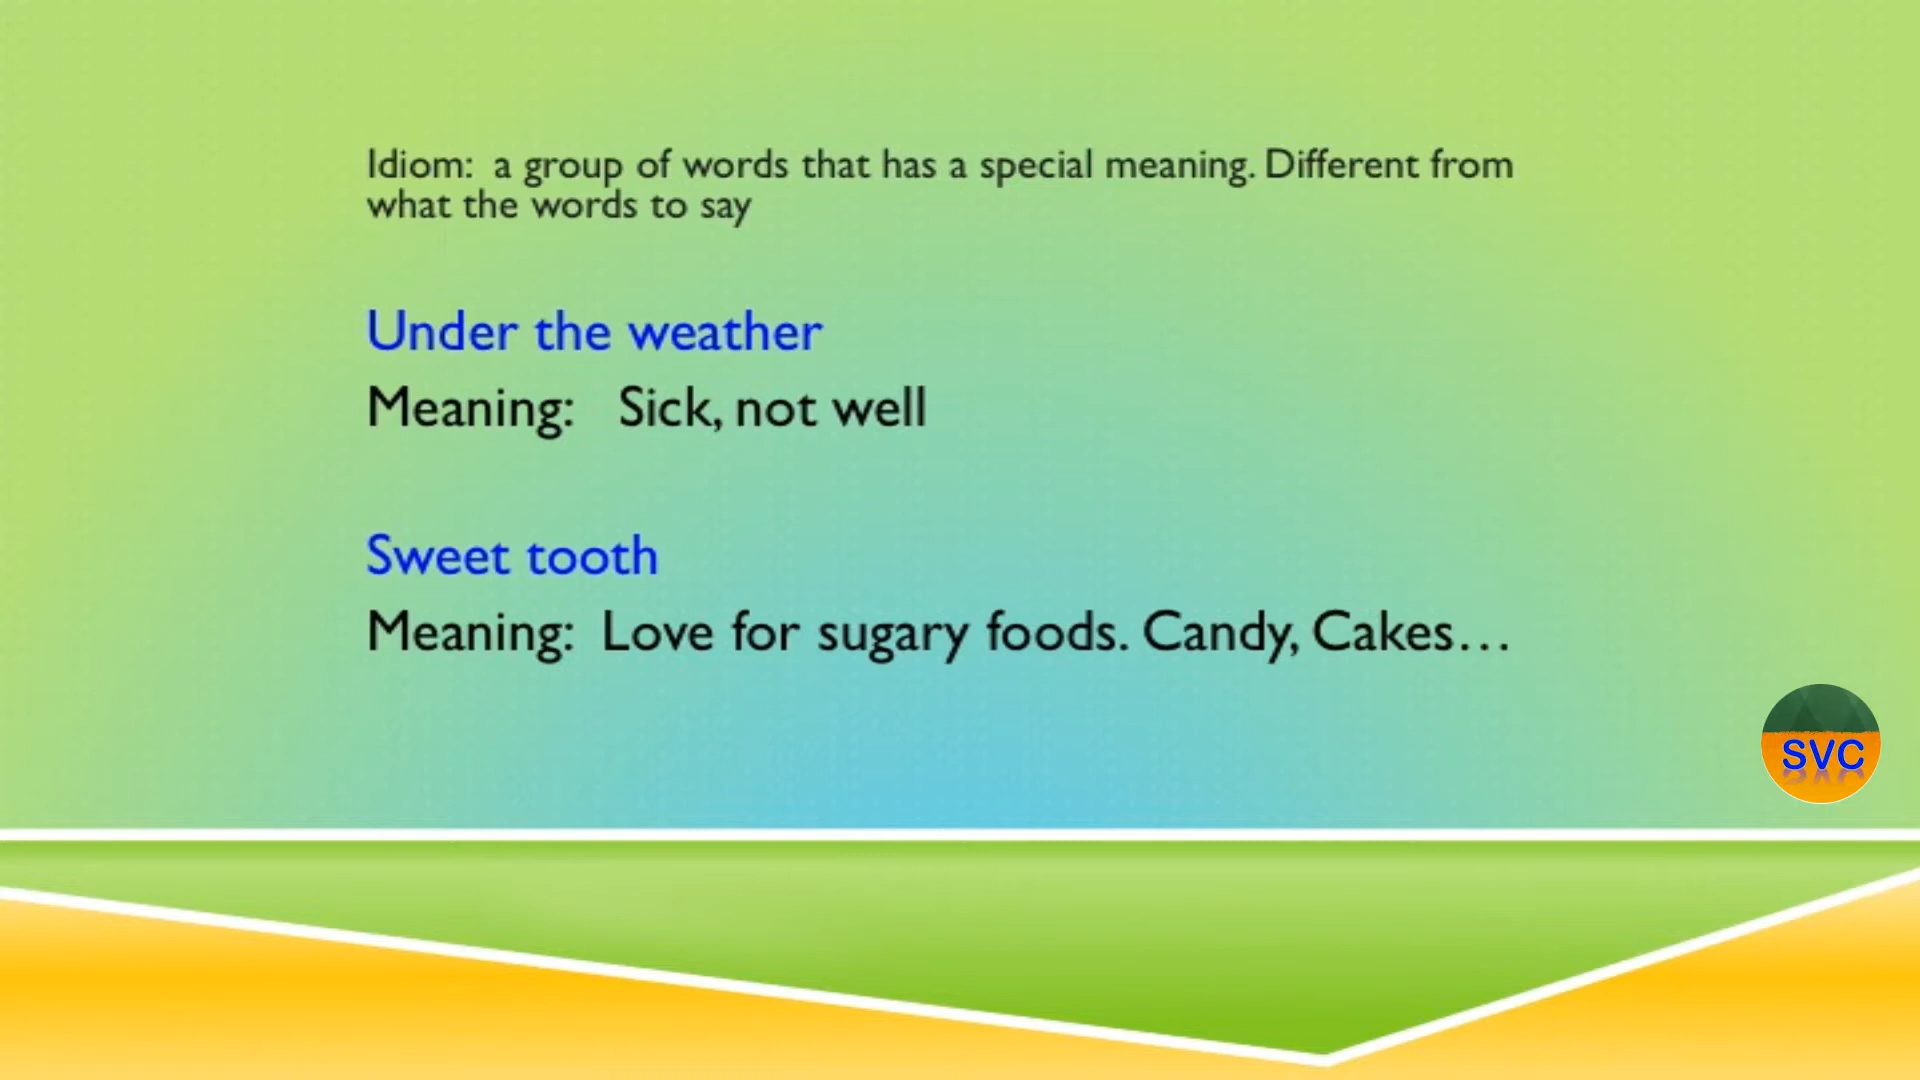 Idiom: a group of words that has a special meaning. Different from
what the words to say
Under the weather
Meaning: Sick, not well
Sweet tooth
Meaning: Love for sugary foods. Candy, Cakes…
SVC